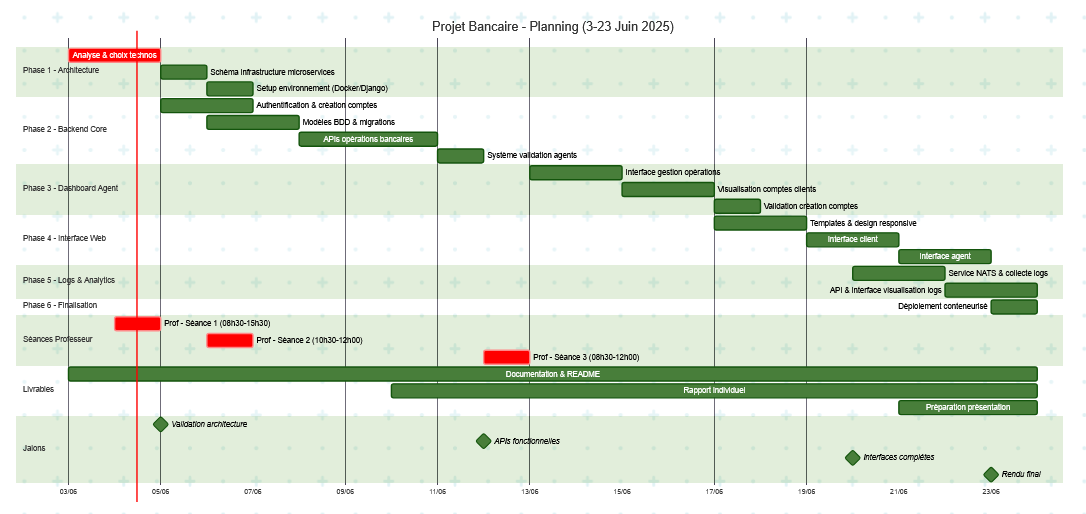 Projet Bancaire - Planning (3-23 Juin 2025)
Analyse & choix technos
Phase 1 - Architecture
Schéma infrastructure microservices
Setup environnement (Docker/Django)
Authentification & création comptes
Modèles BDD & migrations
Phase 2 - Backend Core
APIs opérations bancaires
Système validation agents
Interface gestion opérations
Phase 3 - Dashboard Agent
Visualisation comptes clients
Validation création comptes
Templates & design responsive
Phase 4 - Interface Web
Interface client
Interface agent
Service NATS & collecte logs
Phase 5 - Logs & Analytics
API & interface visualisation logs
Phase 6 - Finalisation
Déploiement conteneurisé
Prof - Séance 1 (08h30-15h30)
Séances Professeur
Prof - Séance 2 (10h30-12h00)
Prof - Séance 3 (08h30-12h00)
Documentation & README
Livrables
Rapport individuel
Préparation présentation
Validation architecture
APIs fonctionnelles
Jalons
Interfaces complètes
Rendu final
03/06 05/06 07/06 09/06 11/06 13/06 15/06 17/06 19/06 21/06 23/06